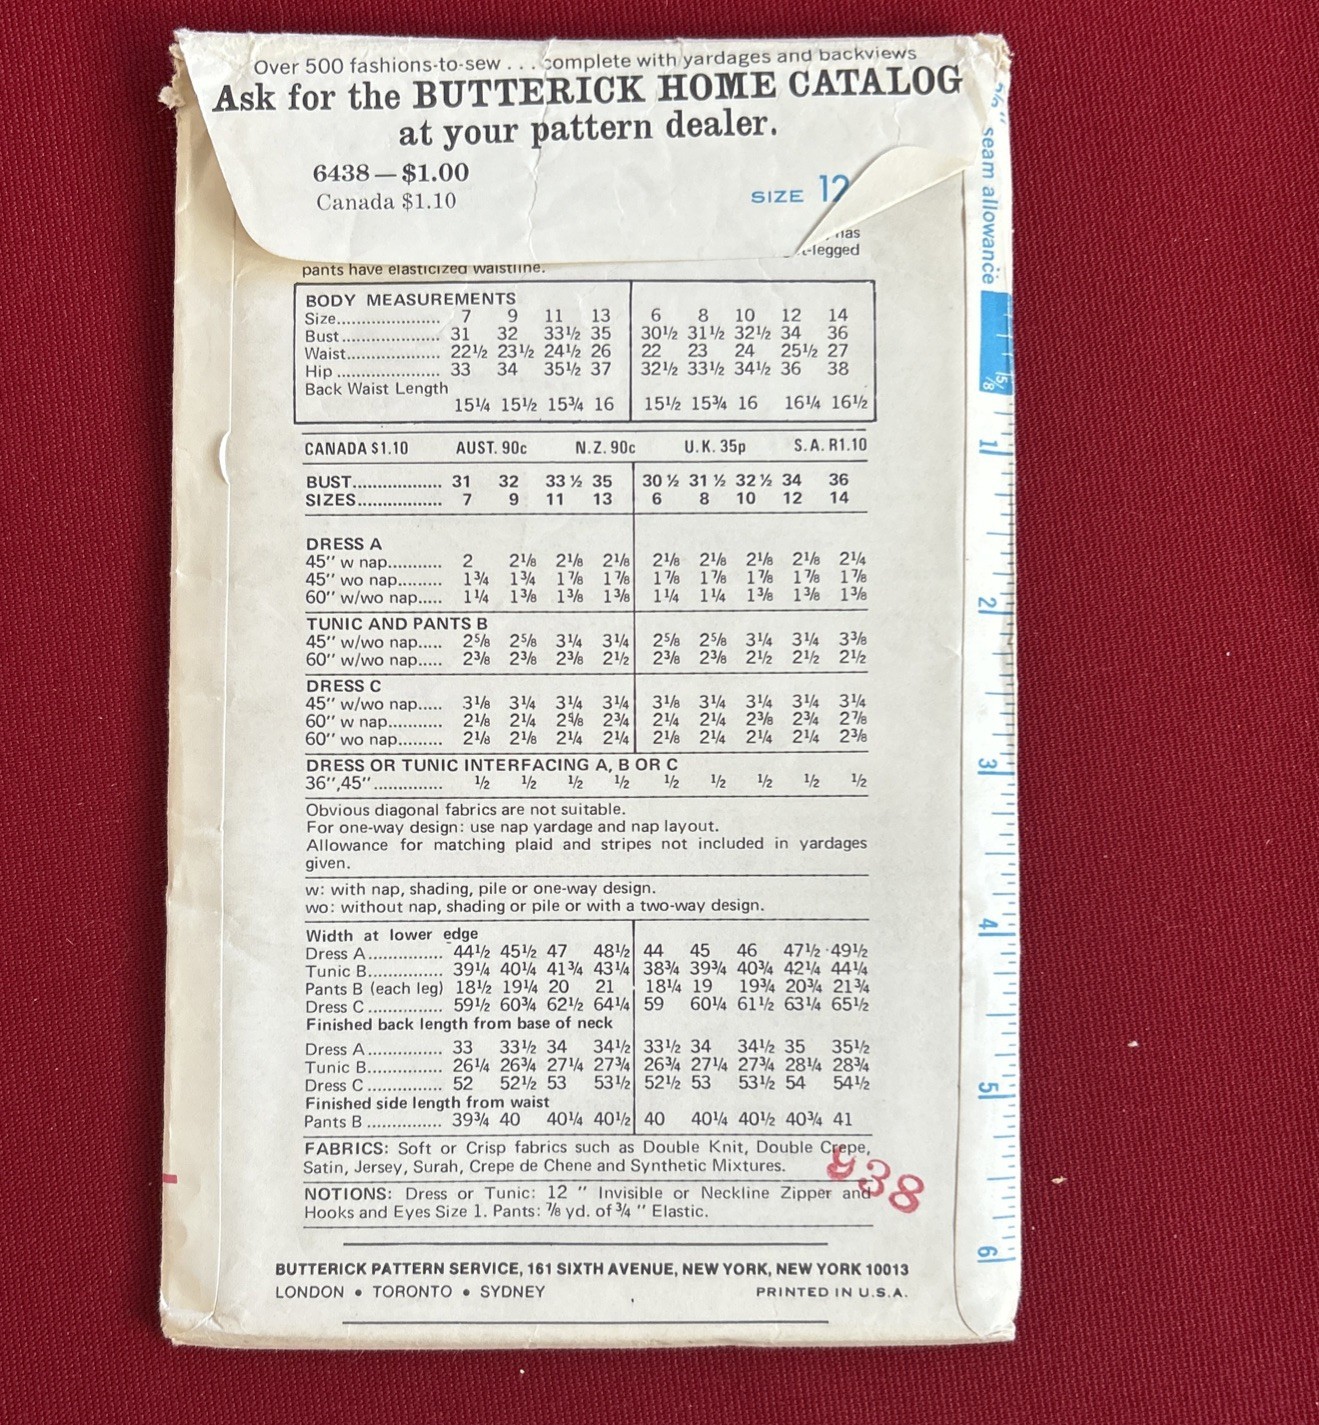 Over 500 fashions-to-sew . . . complete with yardages and backviews
Ask for the BUTTERICK HOME CATALOG
at your pattern dealer.
6438 — $1.00
Canada $1.10
SIZE 12
has
-legged
pants have elasticized waistline.
BODY MEASUREMENTS
Size.................... 7 9 11 13 6 8 10 12 14
Bust.................... 31 32 33½ 35 30½ 31½ 32½ 34 36
Waist................... 22½ 23½ 24½ 26 22 23 24 25½ 27
Hip..................... 33 34 35½ 37 32½ 33½ 34½ 36 38
Back Waist Length
15¼ 15½ 15¾ 16 15½ 15¾ 16 16¼ 16½
CANADA $1.10 AUST. 90c N.Z. 90c U.K. 35p S.A. R1.10
BUST.................. 31 32 33 ½ 35 30 ½ 31 ½ 32 ½ 34 36
SIZES................. 7 9 11 13 6 8 10 12 14
DRESS A
45" w nap........... 2 2⅛ 2⅛ 2⅛ 2⅛ 2⅛ 2⅛ 2⅛ 2¼
45" wo nap......... 1¾ 1¾ 1⅞ 1⅞ 1⅞ 1⅞ 1⅞ 1⅞ 1⅞
60" w/wo nap..... 1¼ 1⅜ 1⅜ 1⅜ 1¼ 1¼ 1⅜ 1⅜ 1⅜
TUNIC AND PANTS B
45" w/wo nap..... 2⅝ 2⅝ 3¼ 3¼ 2⅝ 2⅝ 3¼ 3¼ 3⅜
60" w/wo nap..... 2⅜ 2⅜ 2⅜ 2½ 2⅜ 2⅜ 2½ 2½ 2½
DRESS C
45" w/wo nap..... 3⅛ 3¼ 3¼ 3¼ 3⅛ 3¼ 3¼ 3¼ 3¼
60" w nap........... 2⅛ 2¼ 2⅝ 2¾ 2¼ 2¼ 2⅜ 2¾ 2⅞
60" wo nap......... 2⅛ 2⅛ 2¼ 2¼ 2⅛ 2¼ 2¼ 2¼ 2⅜
DRESS OR TUNIC INTERFACING A, B OR C
36",45".............. ½ ½ ½ ½ ½ ½ ½ ½ ½
Obvious diagonal fabrics are not suitable.
For one-way design: use nap yardage and nap layout.
Allowance for matching plaid and stripes not included in yardages
given.
w: with nap, shading, pile or one-way design.
wo: without nap, shading or pile or with a two-way design.
Width at lower edge
Dress A............... 44½ 45½ 47 48½ 44 45 46 47½ 49½
Tunic B............... 39¼ 40¼ 41¾ 43¼ 38¾ 39¾ 40¾ 42¼ 44¼
Pants B (each leg) 18½ 19¼ 20 21 18¼ 19 19¾ 20¾ 21¾
Dress C............... 59½ 60¾ 62½ 64¼ 59 60¼ 61½ 63¼ 65½
Finished back length from base of neck
Dress A............... 33 33½ 34 34½ 33½ 34 34½ 35 35½
Tunic B............... 26¼ 26¾ 27¼ 27¾ 26¾ 27¼ 27¾ 28¼ 28¾
Dress C............... 52 52½ 53 53½ 52½ 53 53½ 54 54½
Finished side length from waist
Pants B............... 39¾ 40 40¼ 40½ 40 40¼ 40½ 40¾ 41
FABRICS: Soft or Crisp fabrics such as Double Knit, Double Crepe,
Satin, Jersey, Surah, Crepe de Chene and Synthetic Mixtures.
NOTIONS: Dress or Tunic: 12 " Invisible or Neckline Zipper and
Hooks and Eyes Size 1. Pants: ⅞ yd. of ¾ " Elastic.
938
BUTTERICK PATTERN SERVICE, 161 SIXTH AVENUE, NEW YORK, NEW YORK 10013
LONDON • TORONTO • SYDNEY PRINTED IN U.S.A.
⅝" seam allowance
⅝
1
2
3
4
5
6